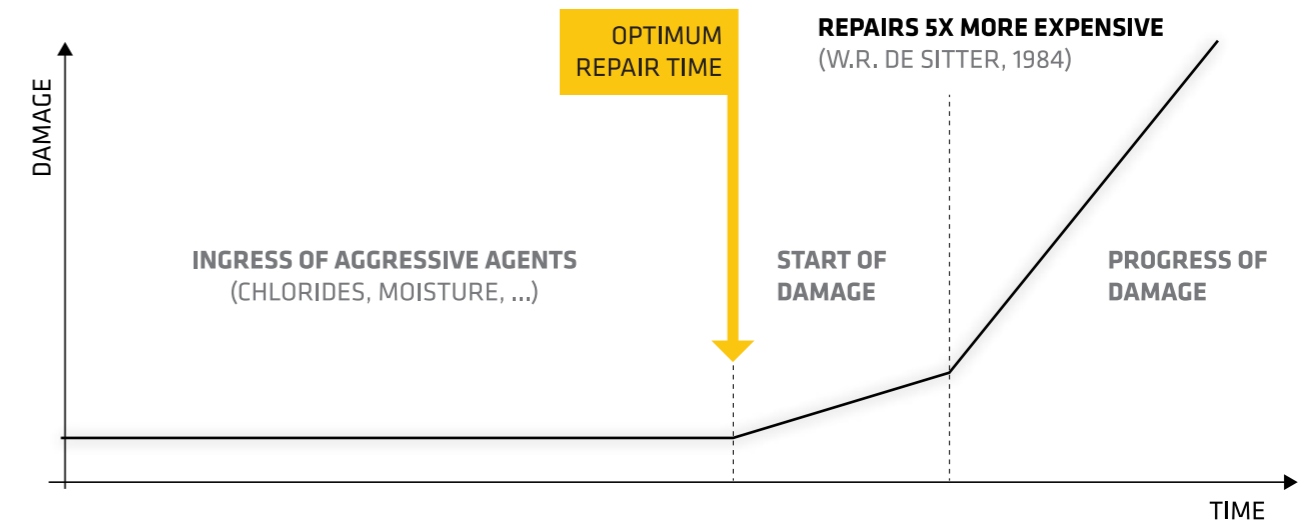 OPTIMUM
REPAIR TIME
REPAIRS 5X MORE EXPENSIVE
(W.R. DE SITTER, 1984)
DAMAGE
INGRESS OF AGGRESSIVE AGENTS
(CHLORIDES, MOISTURE, ...)
START OF
DAMAGE
PROGRESS OF
DAMAGE
TIME